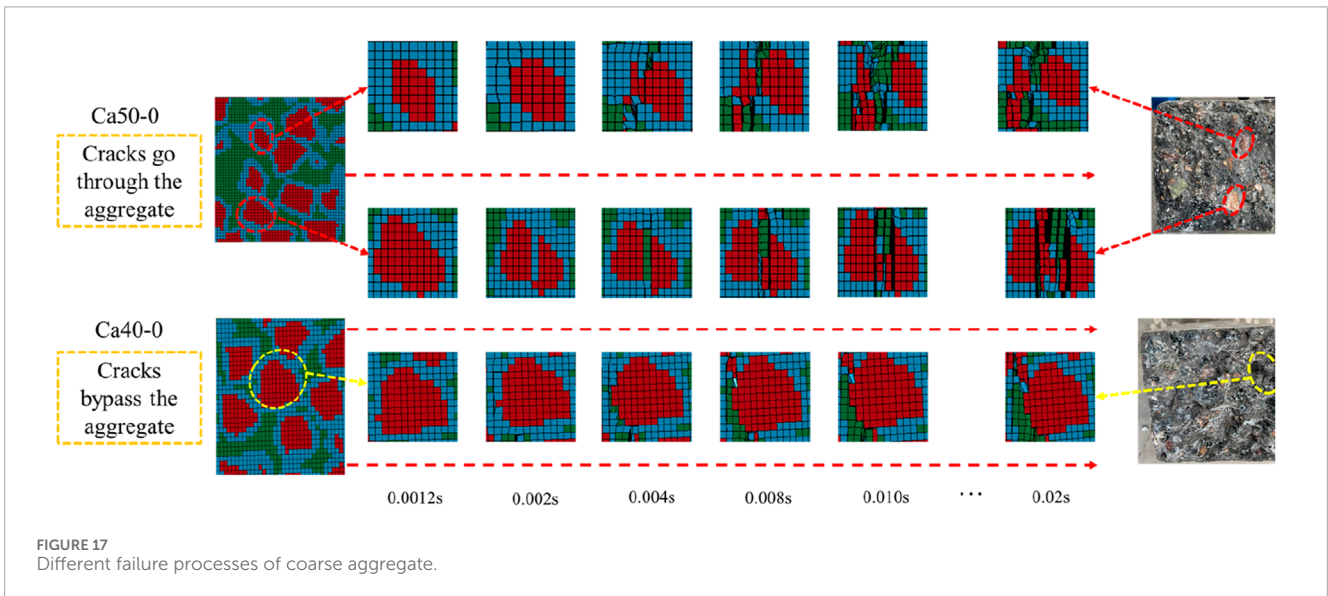 Ca50-0
Cracks go
through the
aggregate
Ca40-0
Cracks
bypass the
aggregate
0.0012s
0.002s
0.004s
0.008s
0.010s
...
0.02s
FIGURE 17
Different failure processes of coarse aggregate.